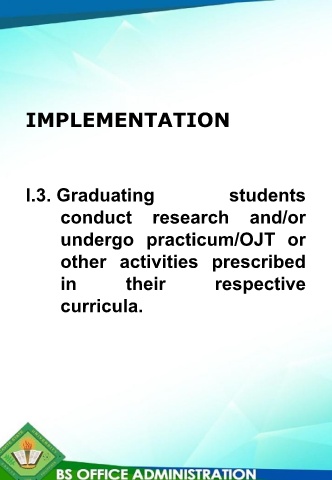 IMPLEMENTATION
I.3. Graduating students
conduct research and/or
undergo practicum/OJT or
other activities prescribed
in their respective
curricula.
BS OFFICE ADMINISTRATION